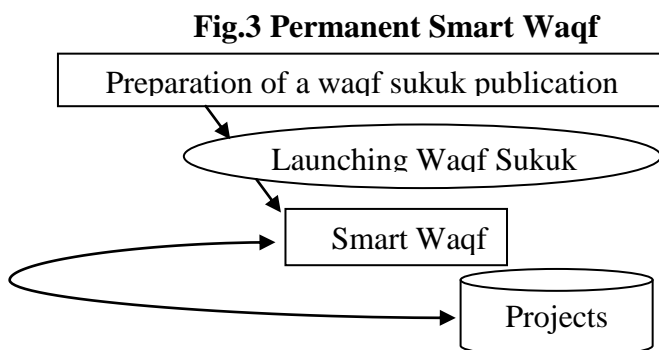 Fig.3 Permanent Smart Waqf
Preparation of a waqf sukuk publication
Launching Waqf Sukuk
Smart Waqf
Projects